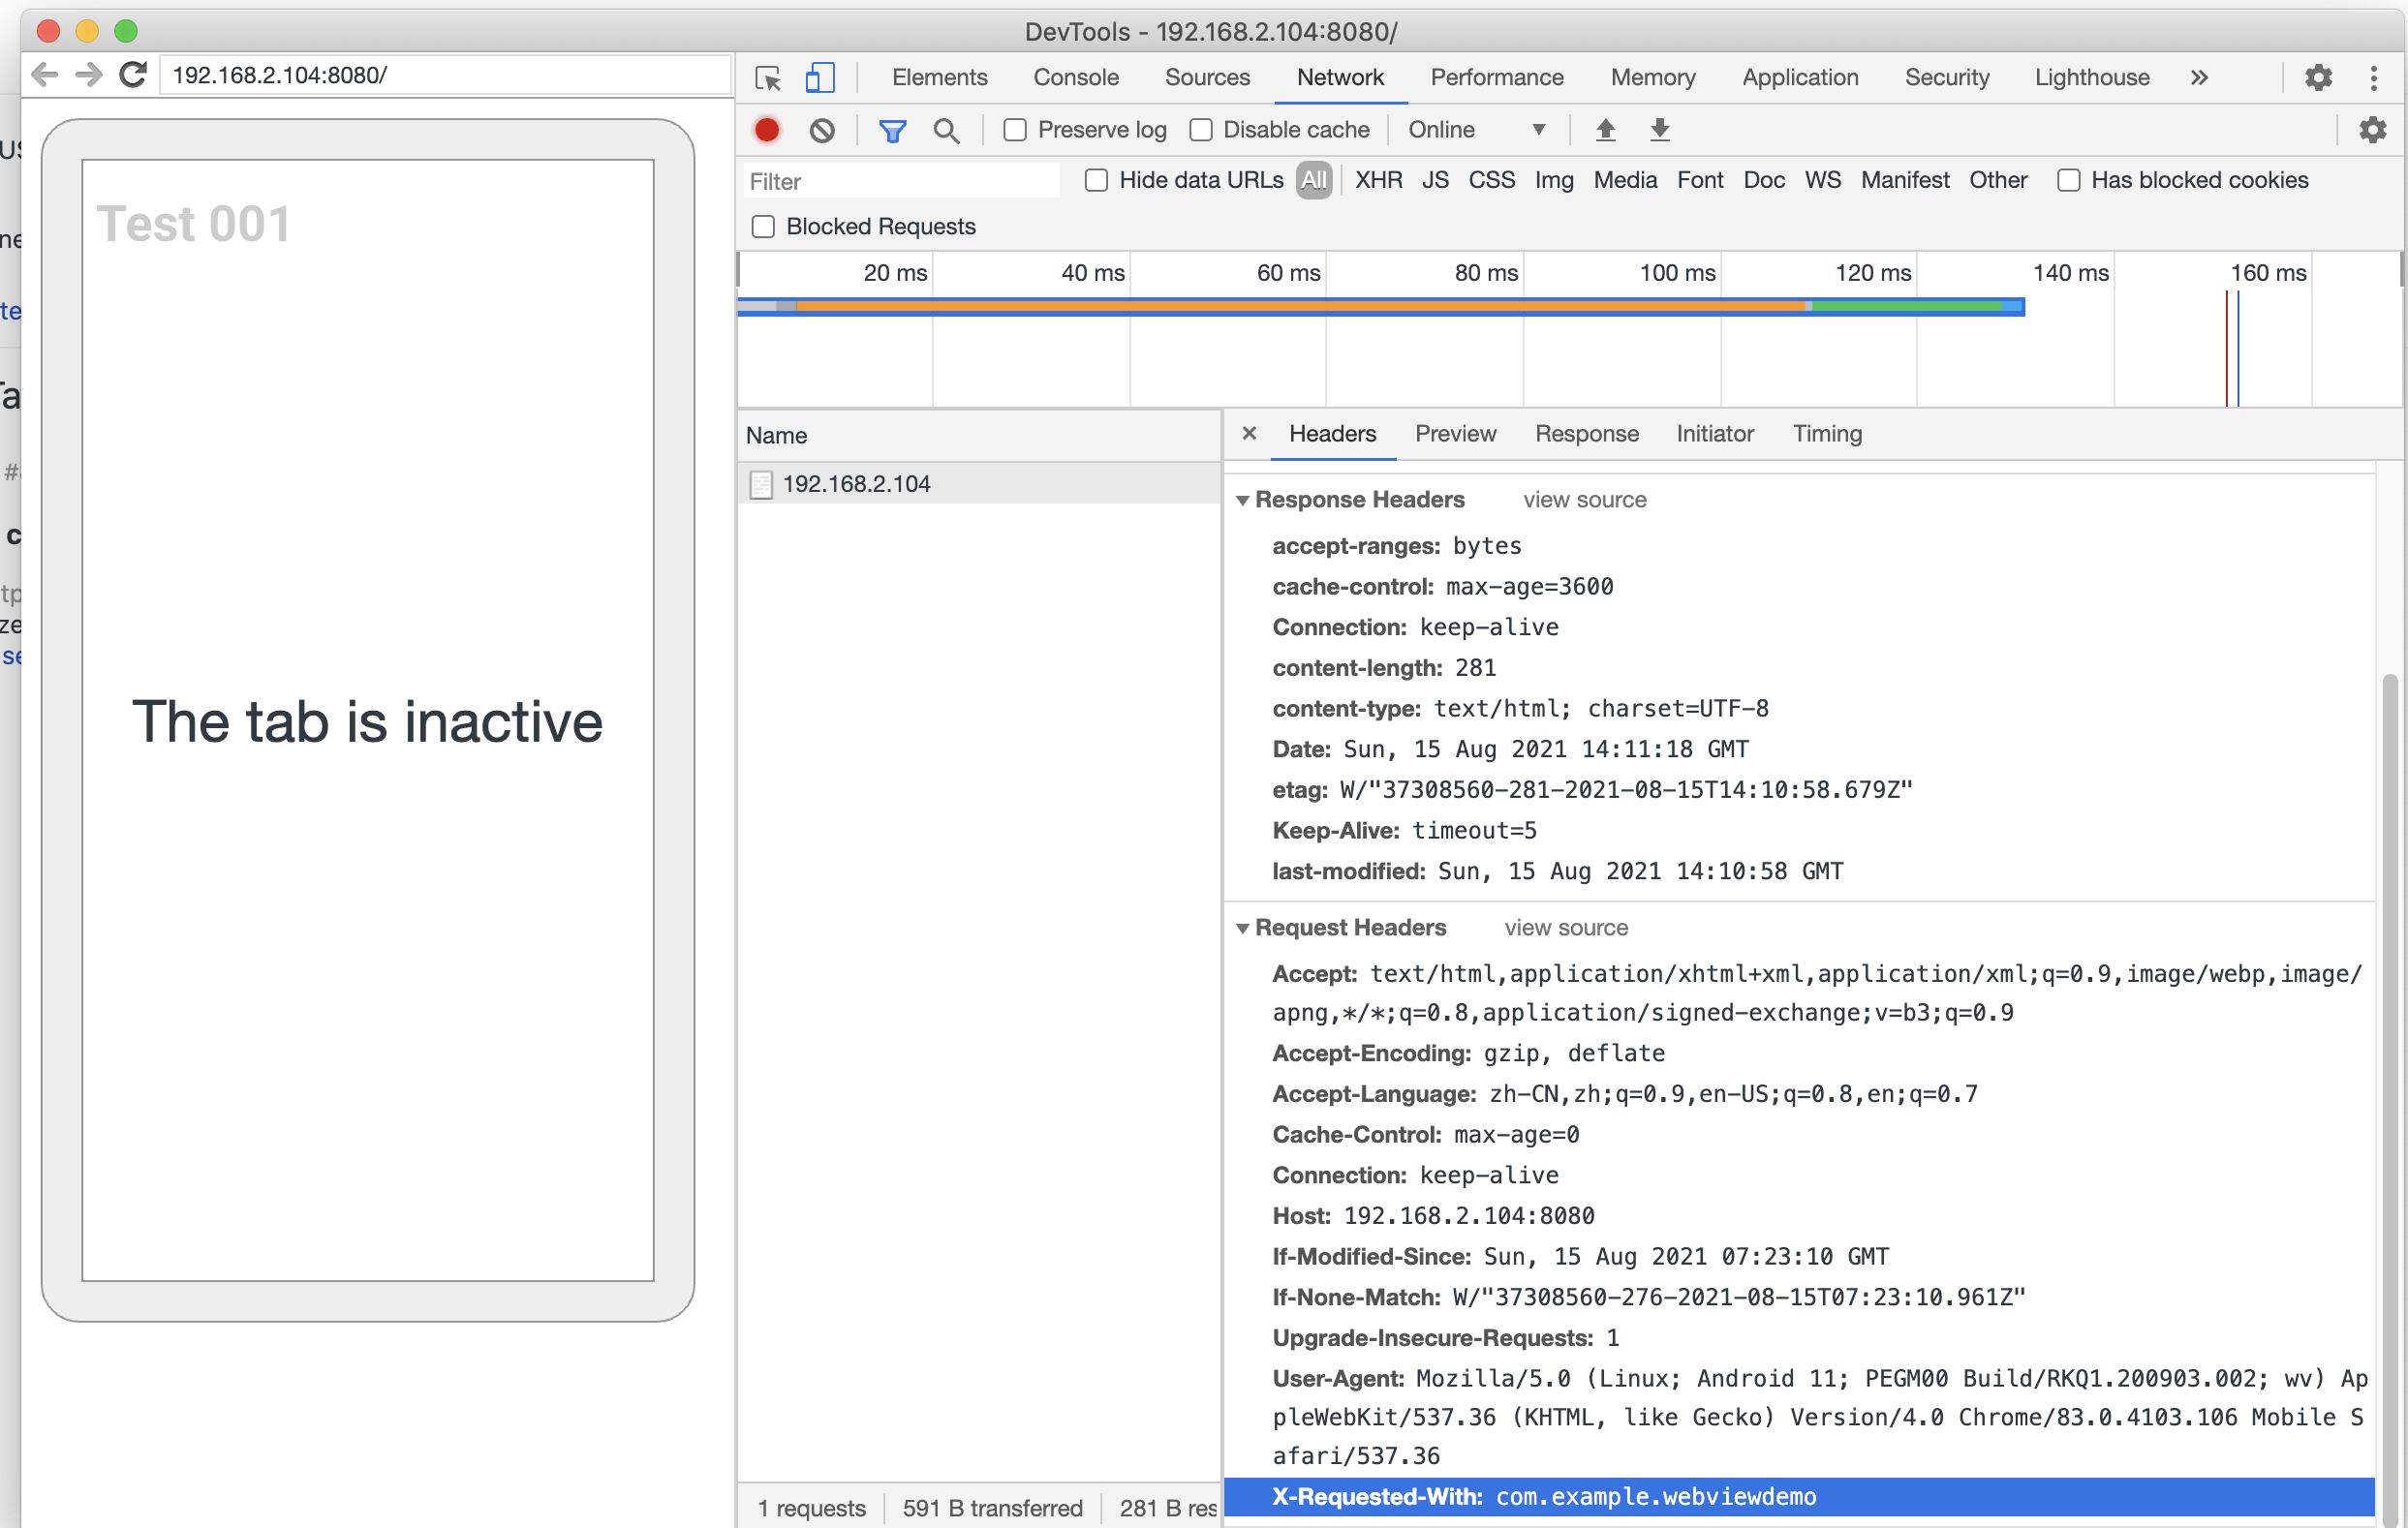 DevTools - 192.168.2.104:8080/
192.168.2.104:8080/
Elements Console Sources Network Performance Memory Application Security Lighthouse »
Preserve log Disable cache Online ▼
Filter Hide data URLs All XHR JS CSS Img Media Font Doc WS Manifest Other Has blocked cookies
Blocked Requests
20 ms 40 ms 60 ms 80 ms 100 ms 120 ms 140 ms 160 ms
Test 001
The tab is inactive
Name
192.168.2.104
1 requests 591 B transferred 281 B res
× Headers Preview Response Initiator Timing
Response Headers view source
accept-ranges: bytes
cache-control: max-age=3600
Connection: keep-alive
content-length: 281
content-type: text/html; charset=UTF-8
Date: Sun, 15 Aug 2021 14:11:18 GMT
etag: W/"37308560-281-2021-08-15T14:10:58.679Z"
Keep-Alive: timeout=5
last-modified: Sun, 15 Aug 2021 14:10:58 GMT
Request Headers view source
Accept: text/html,application/xhtml+xml,application/xml;q=0.9,image/webp,image/
apng,*/*;q=0.8,application/signed-exchange;v=b3;q=0.9
Accept-Encoding: gzip, deflate
Accept-Language: zh-CN,zh;q=0.9,en-US;q=0.8,en;q=0.7
Cache-Control: max-age=0
Connection: keep-alive
Host: 192.168.2.104:8080
If-Modified-Since: Sun, 15 Aug 2021 07:23:10 GMT
If-None-Match: W/"37308560-276-2021-08-15T07:23:10.961Z"
Upgrade-Insecure-Requests: 1
User-Agent: Mozilla/5.0 (Linux; Android 11; PEGM00 Build/RKQ1.200903.002; wv) Ap
pleWebKit/537.36 (KHTML, like Gecko) Version/4.0 Chrome/83.0.4103.106 Mobile S
afari/537.36
X-Requested-With: com.example.webviewdemo